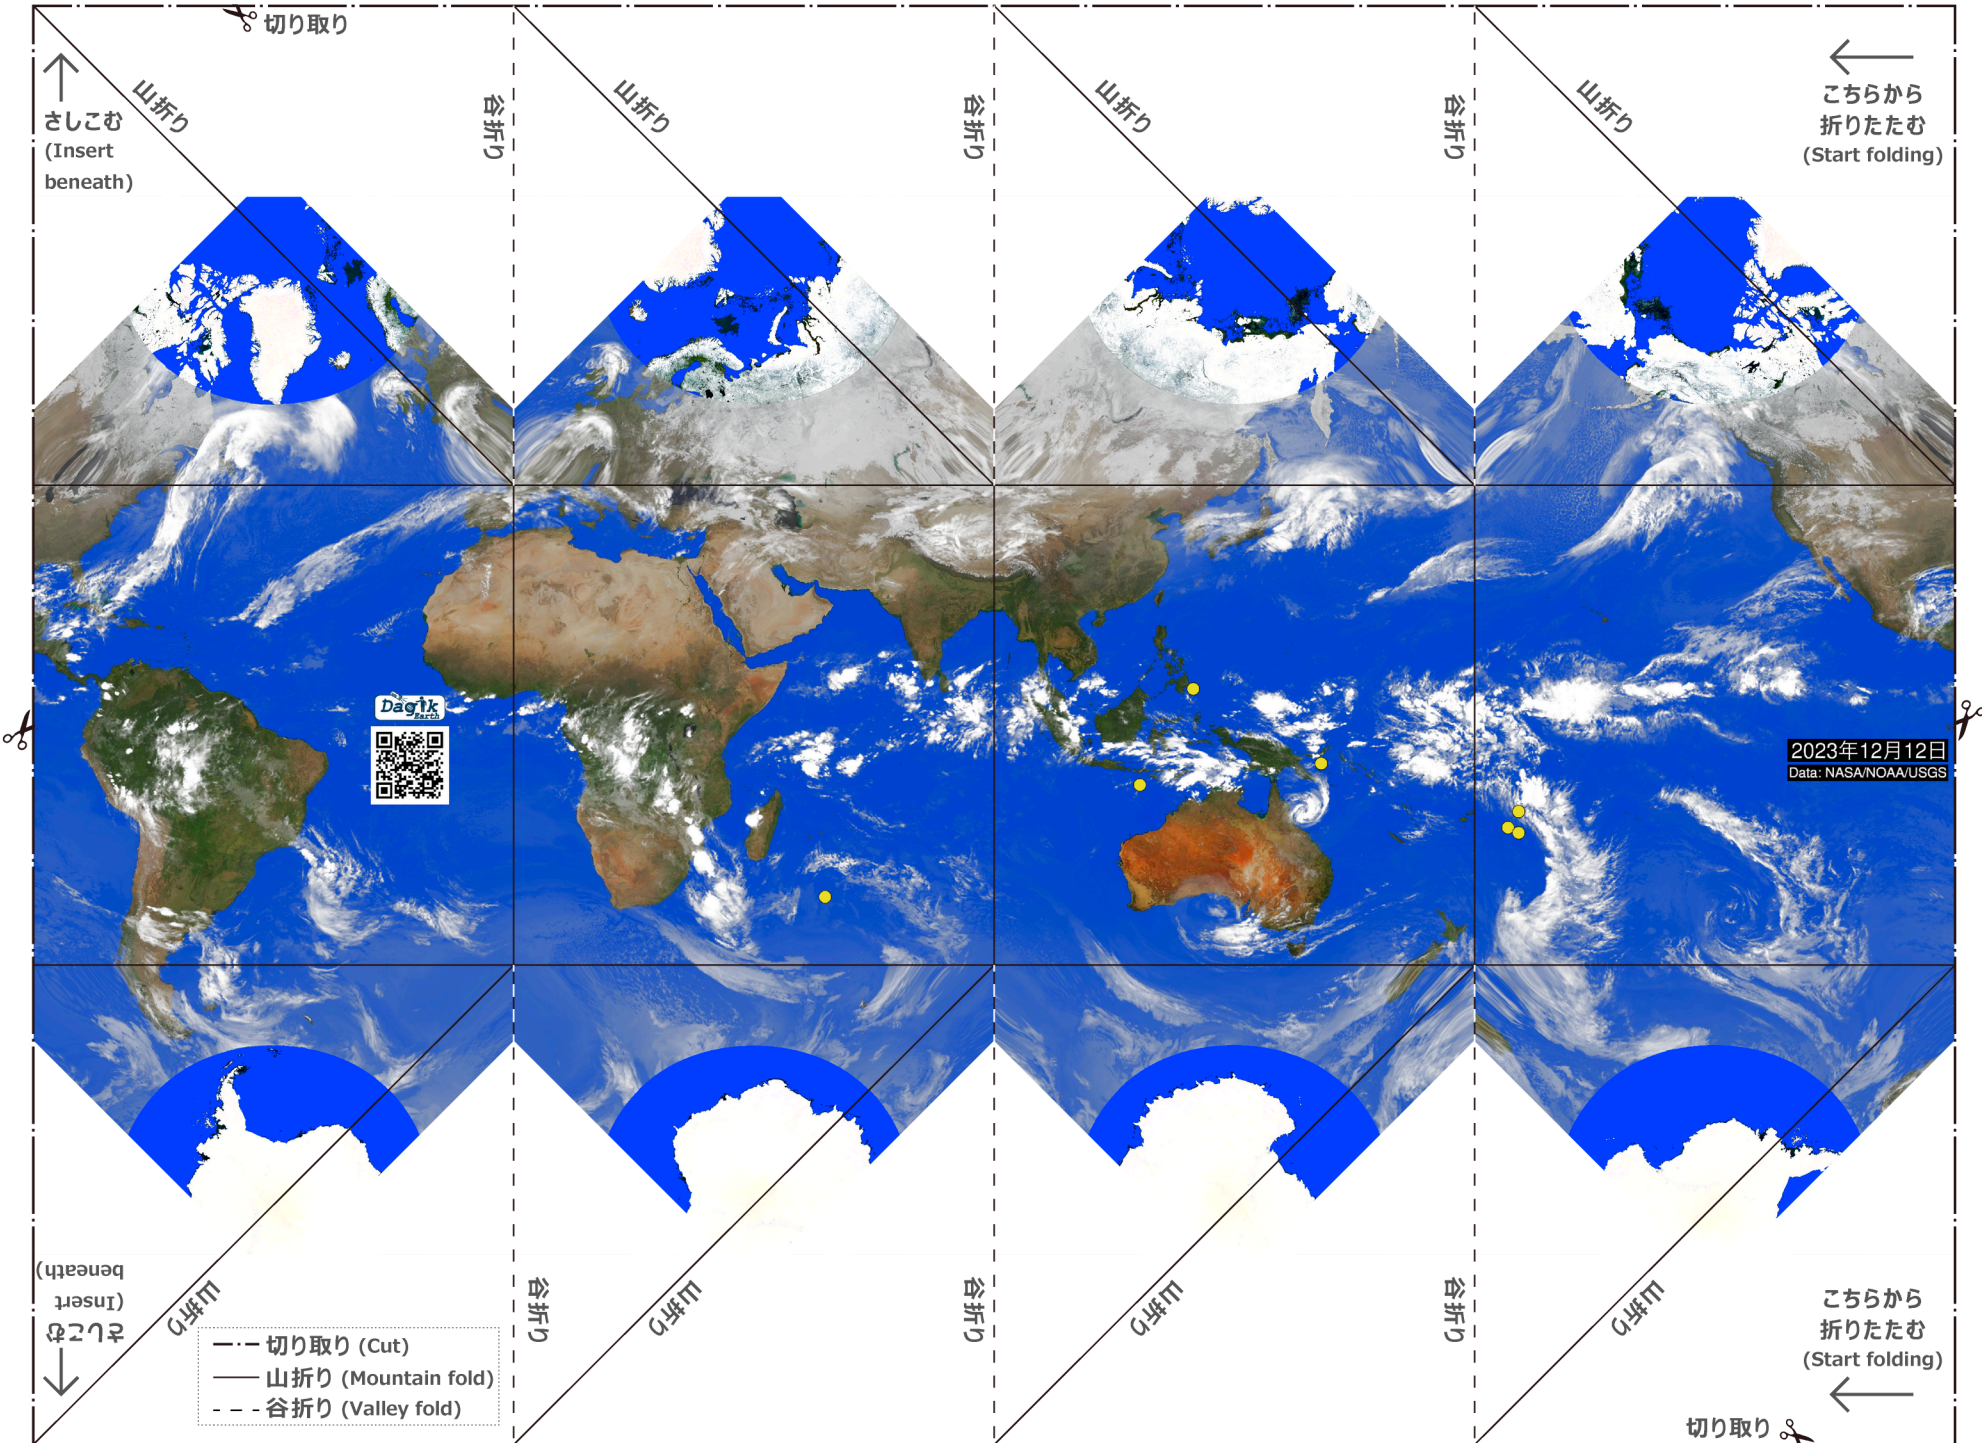 切り取り
山折り
谷折り
山折り
谷折り
山折り
谷折り
山折り
さしこむ
(Insert
beneath)
こちらから
折りたたむ
(Start folding)
Dagik
Earth
2023年12月12日
Data: NASA/NOAA/USGS
さしこむ
(Insert
beneath)
山折り
谷折り
山折り
谷折り
山折り
谷折り
山折り
こちらから
折りたたむ
(Start folding)
切り取り (Cut)
山折り (Mountain fold)
谷折り (Valley fold)
切り取り